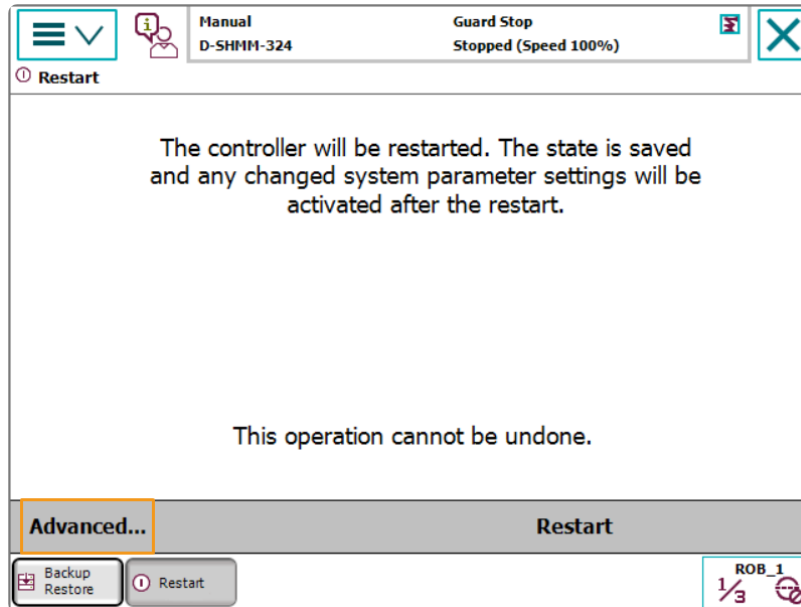 Manual
Guard Stop
D-SHMM-324
Stopped (Speed 100%)
Restart
The controller will be restarted. The state is saved
and any changed system parameter settings will be
activated after the restart.
This operation cannot be undone.
Advanced...
Restart
Backup
Restore
Restart
ROB_1
1/3